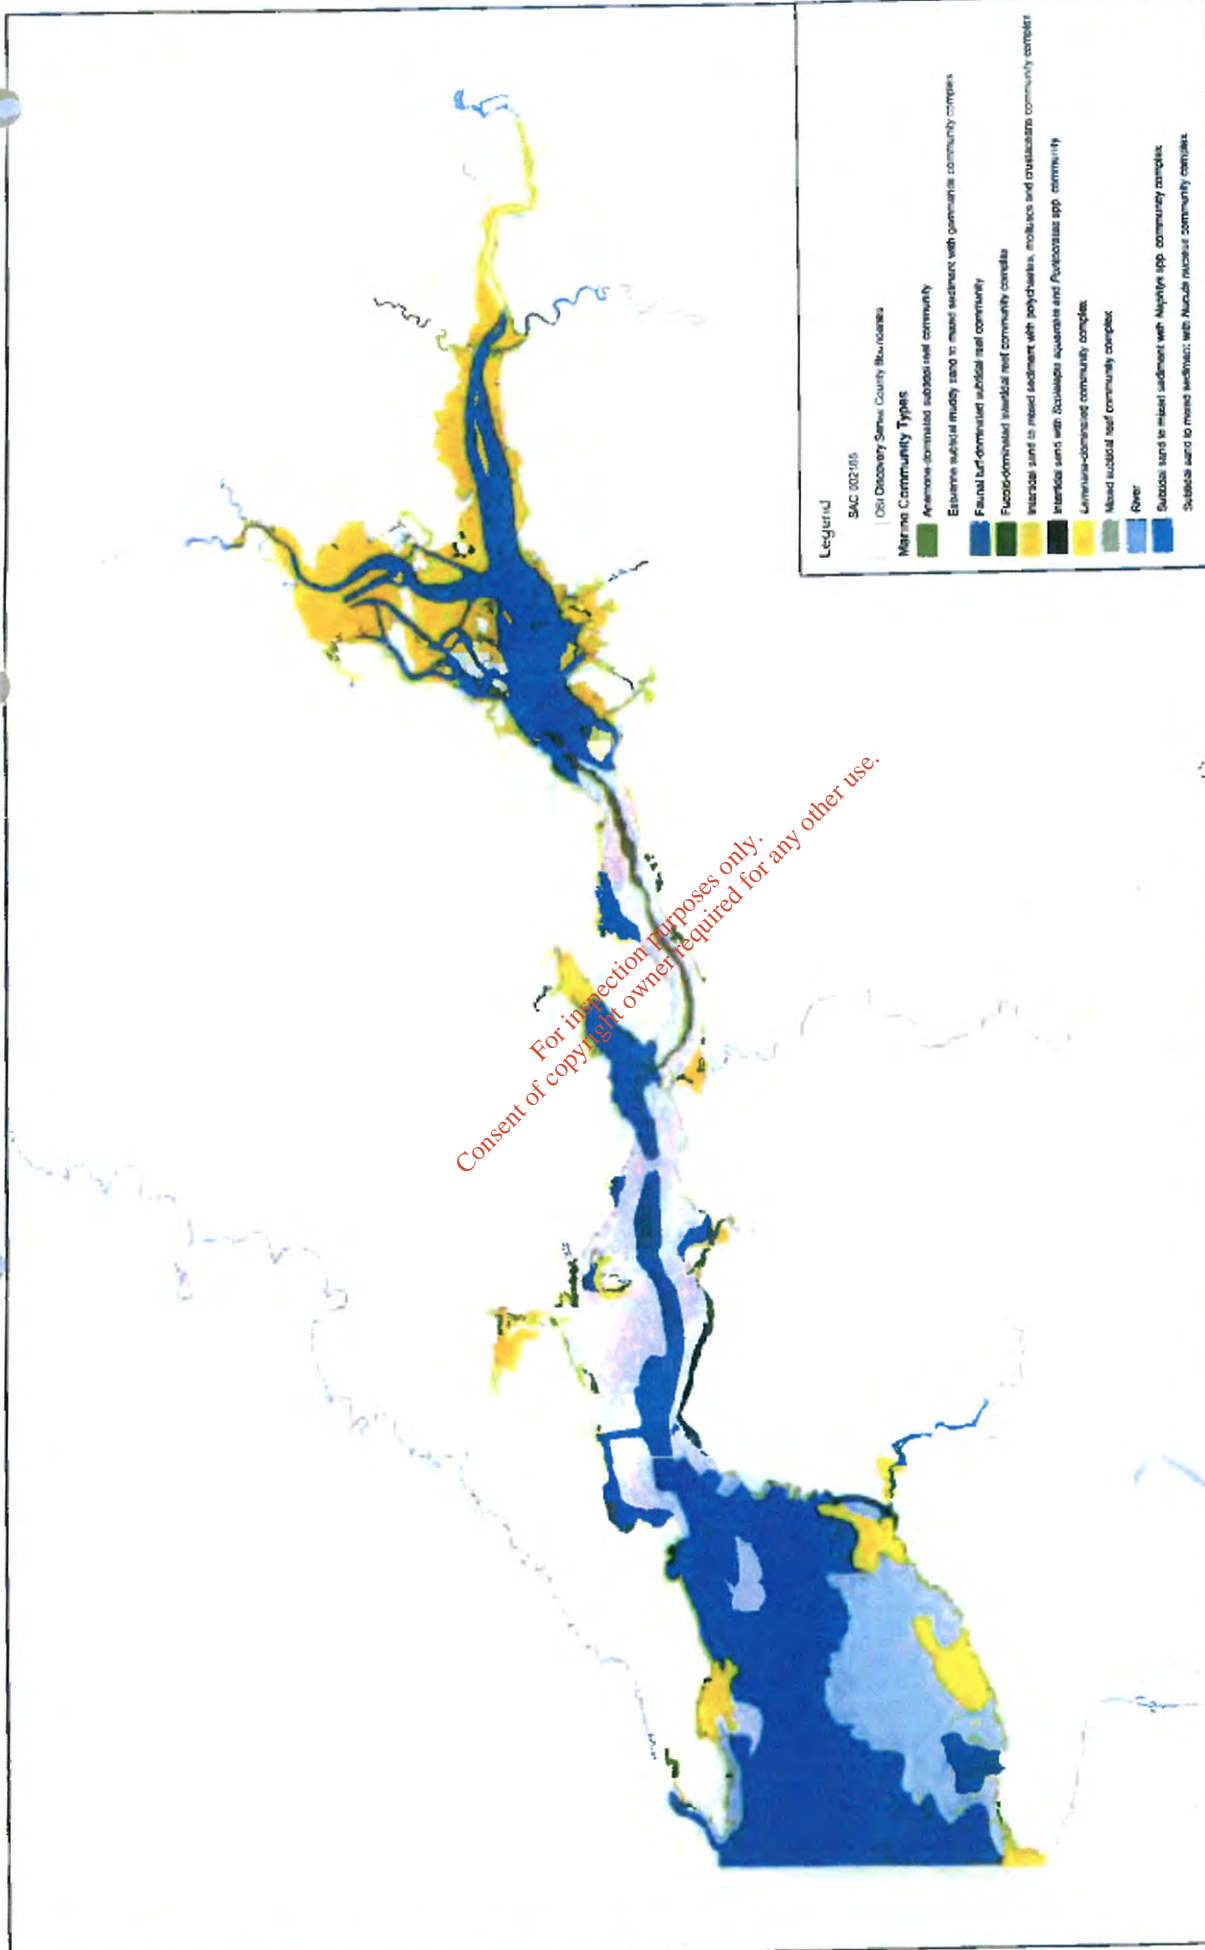 Legend
SAC 002165
OSI Discovery Series County Boundaries
Marine Community Types
Anemone-dominated subtidal reef community
Estuarine subtidal muddy sand to mixed sediment with gammarids community complex
Faunal turf-dominated subtidal reef community
Fucoid-dominated intertidal reef community complex
Intertidal sand to mixed sediment with polychaetes, molluscs and crustaceans community complex
Intertidal sand with Scolelepis squamata and Pontocrates spp. community
Laminaria-dominated community complex
Mixed subtidal reef community complex
River
Subtidal sand to mixed sediment with Nephtys spp. community complex
Subtidal sand to mixed sediment with Nucula nucleus community complex
For inspection purposes only.
Consent of copyright owner required for any other use.